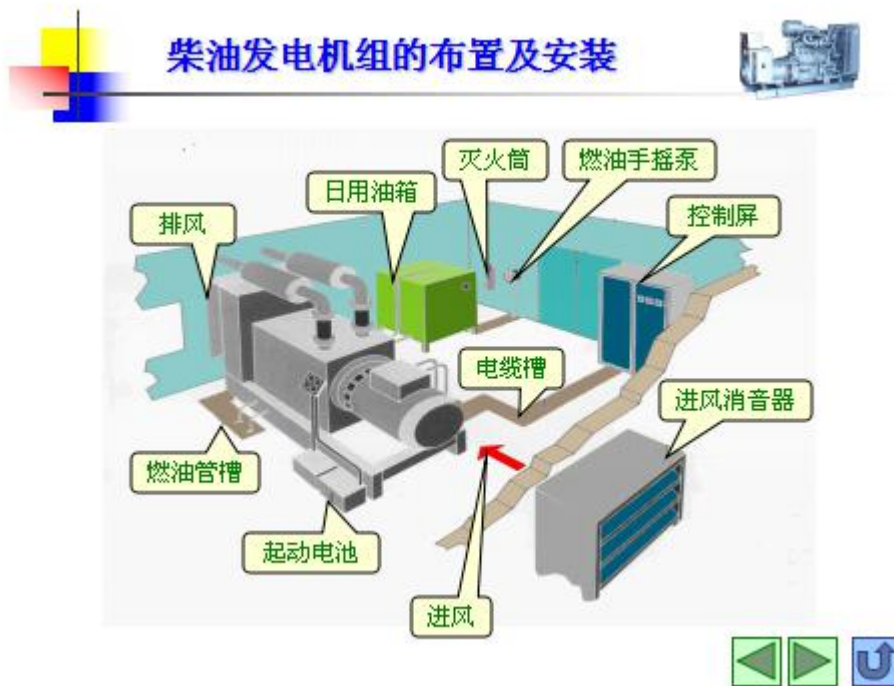 柴油发电机组的布置及安装
灭火筒
燃油手摇泵
日用油箱
控制屏
排风
电缆槽
进风消音器
燃油管槽
起动电池
进风